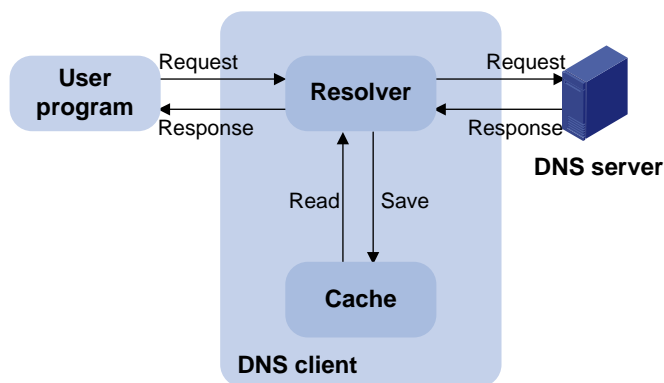 User
program
Request
Response
Resolver
Request
Response
DNS server
Read
Save
Cache
DNS client